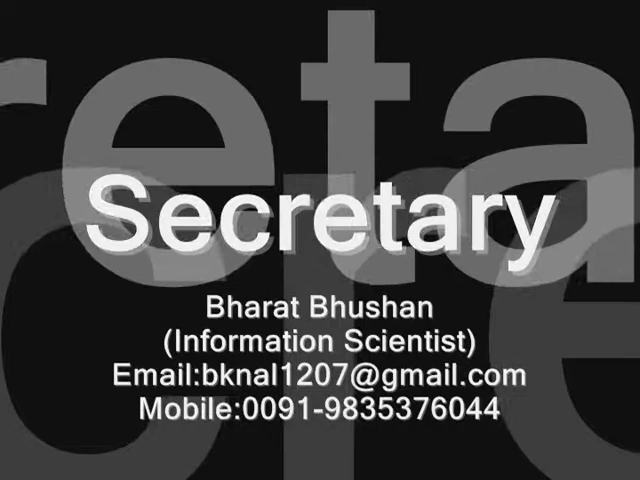 Secretary
Bharat Bhushan
(Information Scientist)
Email:bknal1207@gmail.com
Mobile:0091-9835376044